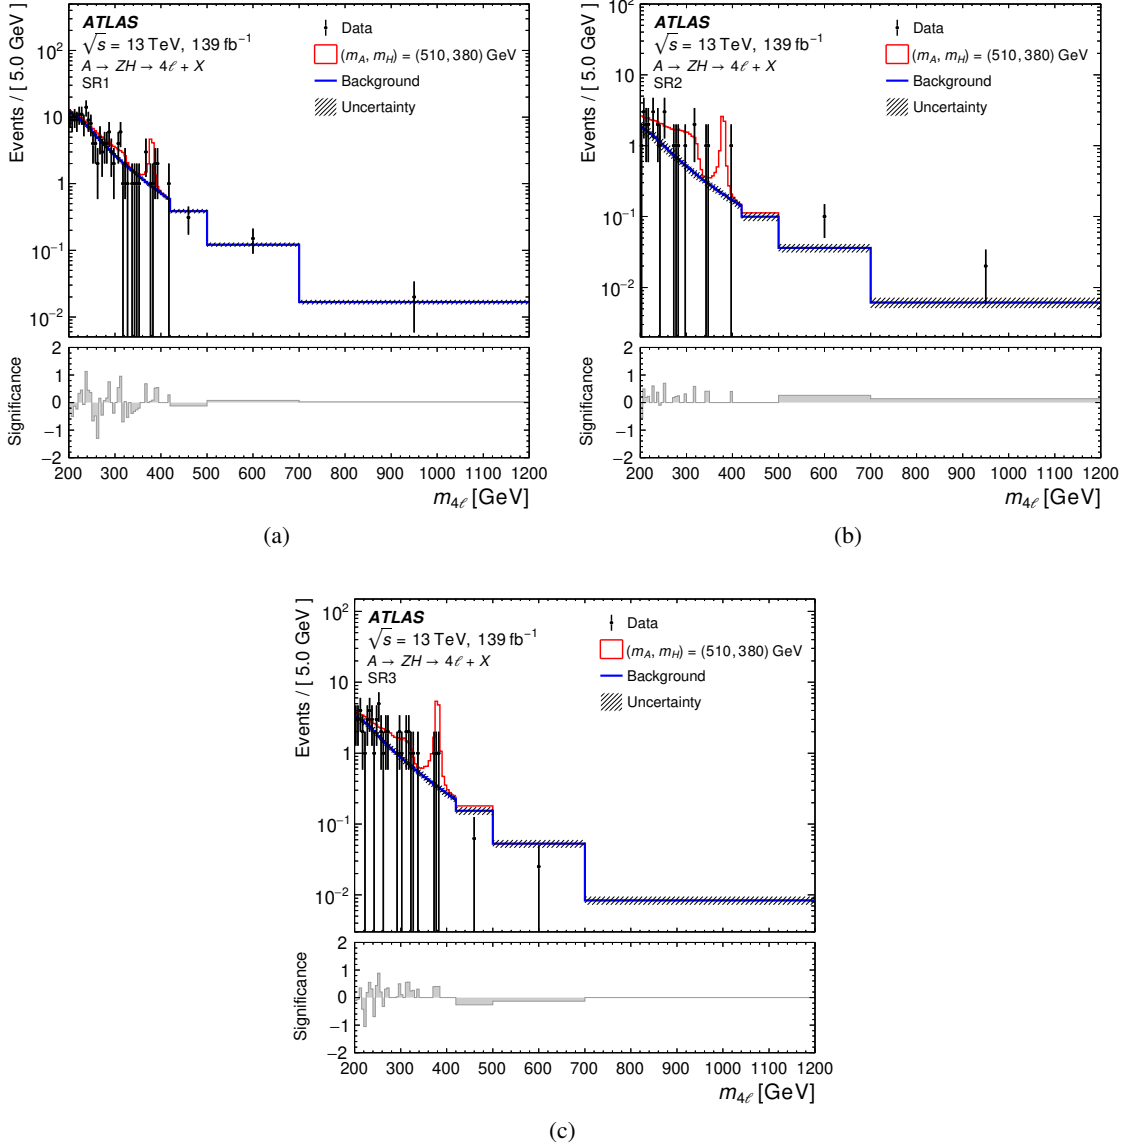 ATLAS
√s = 13 TeV, 139 fb⁻¹
A → ZH → 4ℓ + X
SR1
Data
(m_A, m_H) = (510, 380) GeV
Background
Uncertainty
Events / [ 5.0 GeV ]
10²
10
1
10⁻¹
10⁻²
Significance
2
1
0
−1
−2
200 300 400 500 600 700 800 900 1000 1100 1200
m_4ℓ [GeV]
(a)
ATLAS
√s = 13 TeV, 139 fb⁻¹
A → ZH → 4ℓ + X
SR2
Data
(m_A, m_H) = (510, 380) GeV
Background
Uncertainty
Events / [ 5.0 GeV ]
10²
10
1
10⁻¹
10⁻²
Significance
2
1
0
−1
−2
200 300 400 500 600 700 800 900 1000 1100 1200
m_4ℓ [GeV]
(b)
ATLAS
√s = 13 TeV, 139 fb⁻¹
A → ZH → 4ℓ + X
SR3
Data
(m_A, m_H) = (510, 380) GeV
Background
Uncertainty
Events / [ 5.0 GeV ]
10²
10
1
10⁻¹
10⁻²
Significance
2
1
0
−1
−2
200 300 400 500 600 700 800 900 1000 1100 1200
m_4ℓ [GeV]
(c)